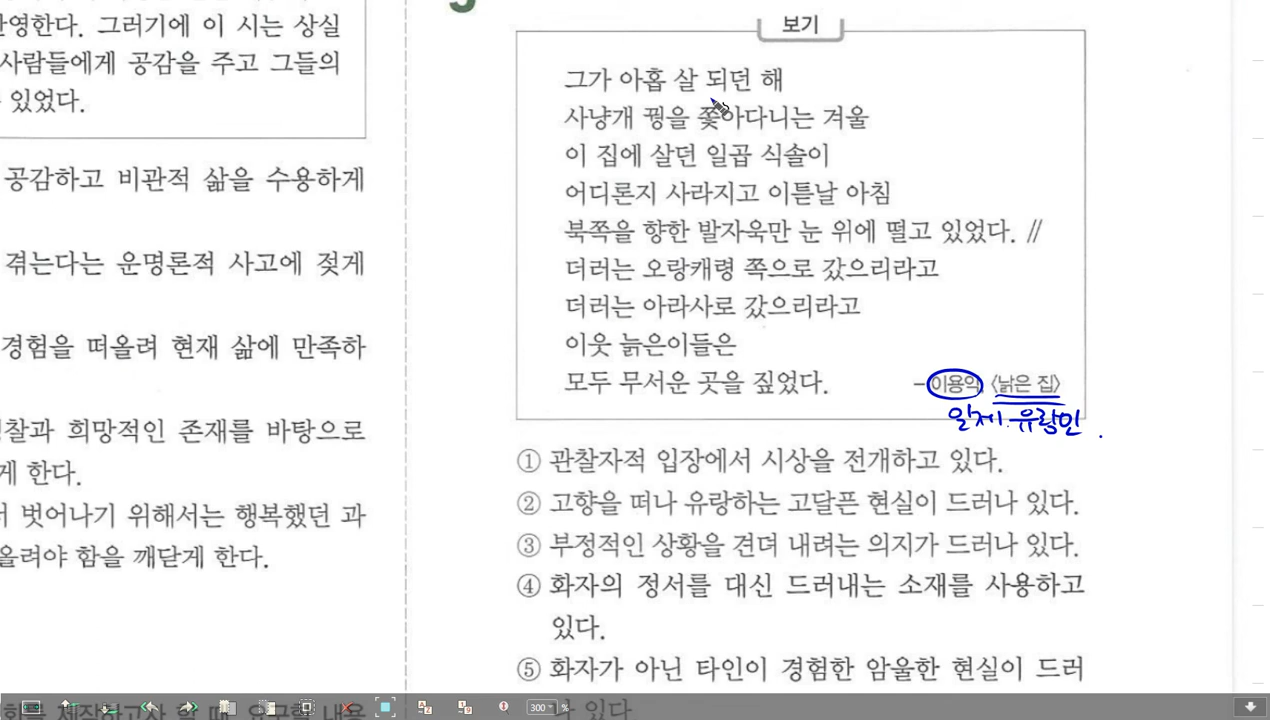 반영한다. 그러기에 이 시는 상실
사람들에게 공감을 주고 그들의
있었다.
공감하고 비관적 삶을 수용하게
겪는다는 운명론적 사고에 젖게
경험을 떠올려 현재 삶에 만족하
희망적인 존재를 바탕으로
게 한다.
벗어나기 위해서는 행복했던 과
올려야 함을 깨닫게 한다.
보기
그가 아홉 살 되던 해
사냥개 꿩을 쫓아다니는 겨울
이 집에 살던 일곱 식솔이
어디론지 사라지고 이튿날 아침
북쪽을 향한 발자욱만 눈 위에 떨고 있었다. //
더러는 오랑캐령 쪽으로 갔으리라고
더러는 아라사로 갔으리라고
이웃 늙은이들은
모두 무서운 곳을 짚었다.
- 이용악, 〈낡은 집〉
일제. 유랑민
① 관찰자적 입장에서 시상을 전개하고 있다.
② 고향을 떠나 유랑하는 고달픈 현실이 드러나 있다.
③ 부정적인 상황을 견뎌 내려는 의지가 드러나 있다.
④ 화자의 정서를 대신 드러내는 소재를 사용하고
있다.
⑤ 화자가 아닌 타인이 경험한 암울한 현실이 드러
나 있다
300 %